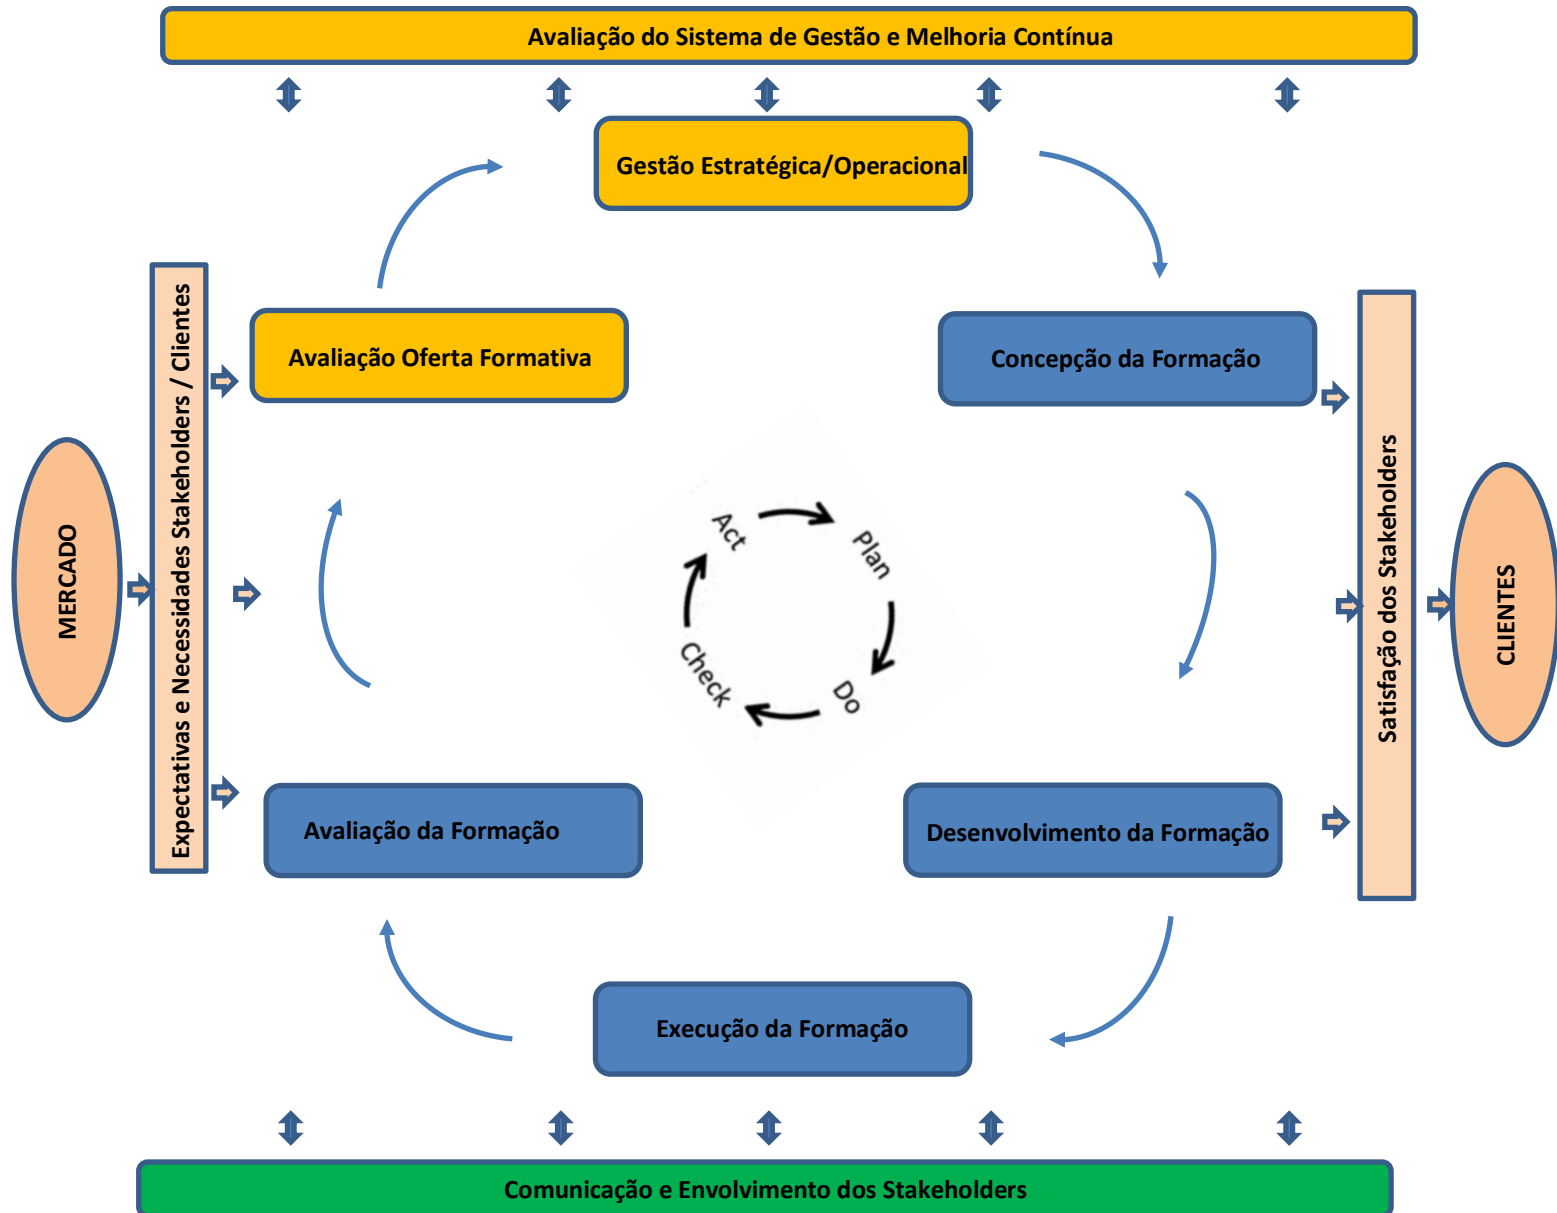 Avaliação do Sistema de Gestão e Melhoria Contínua
Gestão Estratégica/Operacional
Expectativas e Necessidades Stakeholders / Clientes
Avaliação Oferta Formativa
Concepção da Formação
MERCADO
Act
Plan
Do
Check
Satisfação dos Stakeholders
CLIENTES
Avaliação da Formação
Desenvolvimento da Formação
Execução da Formação
Comunicação e Envolvimento dos Stakeholders